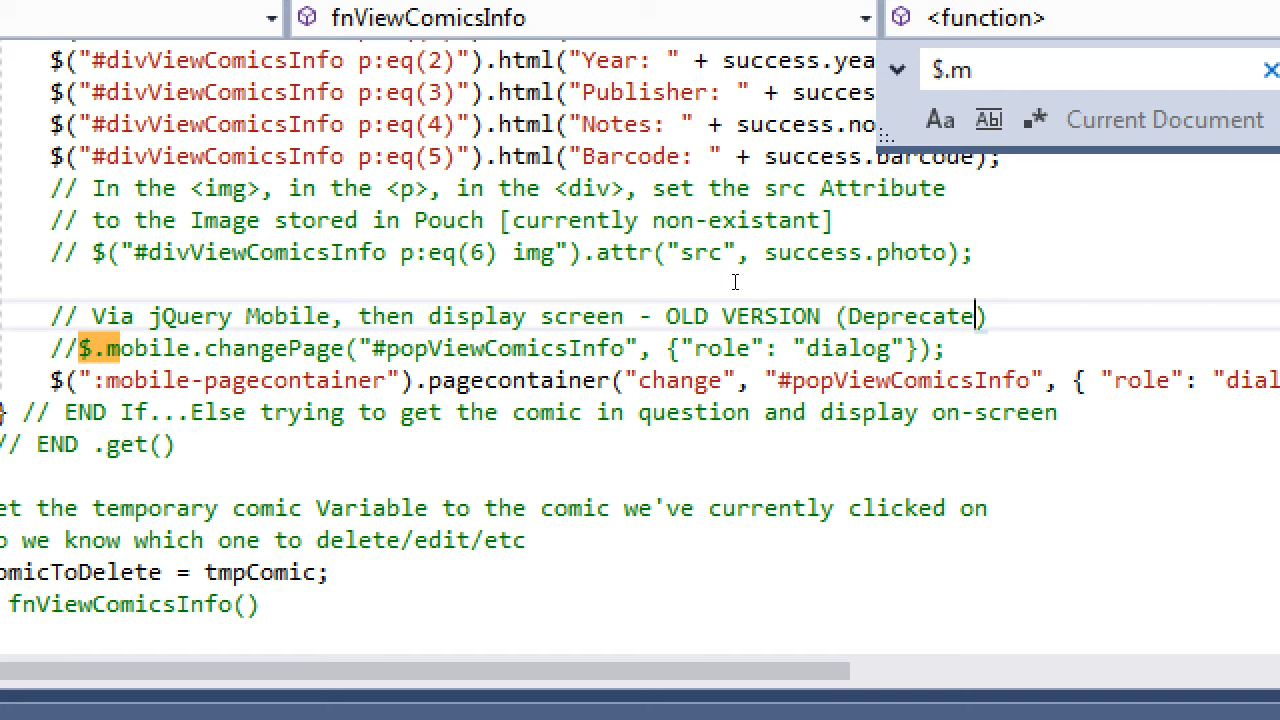 fnViewComicsInfo
<function>
$("#divViewComicsInfo p:eq(2)").html("Year: " + success.yea
$.m
$("#divViewComicsInfo p:eq(3)").html("Publisher: " + succes
$("#divViewComicsInfo p:eq(4)").html("Notes: " + success.no
Aa Abl .* Current Document
$("#divViewComicsInfo p:eq(5)").html("Barcode: " + success.barcode);
// In the <img>, in the <p>, in the <div>, set the src Attribute
// to the Image stored in Pouch [currently non-existant]
// $("#divViewComicsInfo p:eq(6) img").attr("src", success.photo);
// Via jQuery Mobile, then display screen - OLD VERSION (Deprecate)
//$.mobile.changePage("#popViewComicsInfo", {"role": "dialog"});
$(":mobile-pagecontainer").pagecontainer("change", "#popViewComicsInfo", { "role": "dial
} // END If...Else trying to get the comic in question and display on-screen
// END .get()
et the temporary comic Variable to the comic we've currently clicked on
o we know which one to delete/edit/etc
omicToDelete = tmpComic;
fnViewComicsInfo()